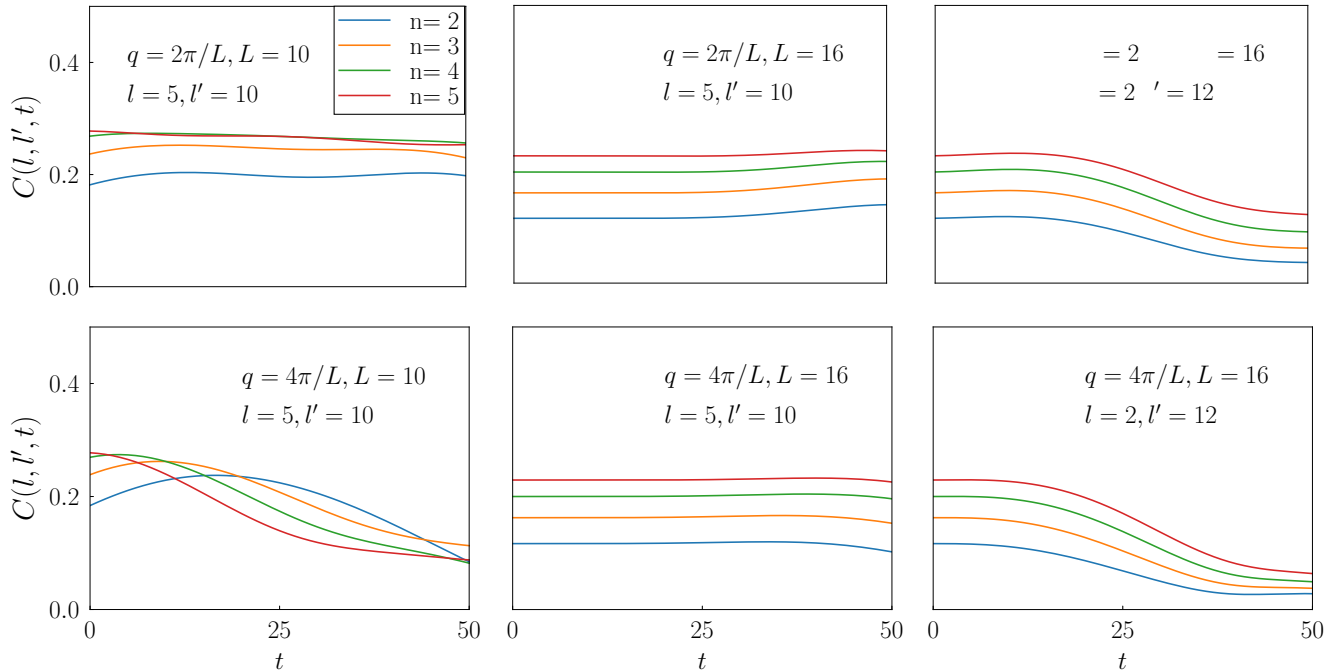 n= 2
n= 3
n= 4
n= 5
q = 2π/L, L = 10
l = 5, l′ = 10
0.4
0.2
0.0
C(l, l′, t)
q = 2π/L, L = 16
l = 5, l′ = 10
= 2 = 16
= 2 ′ = 12
q = 4π/L, L = 10
l = 5, l′ = 10
0.4
0.2
0.0
C(l, l′, t)
0 25 50
t
q = 4π/L, L = 16
l = 5, l′ = 10
0 25 50
t
q = 4π/L, L = 16
l = 2, l′ = 12
0 25 50
t